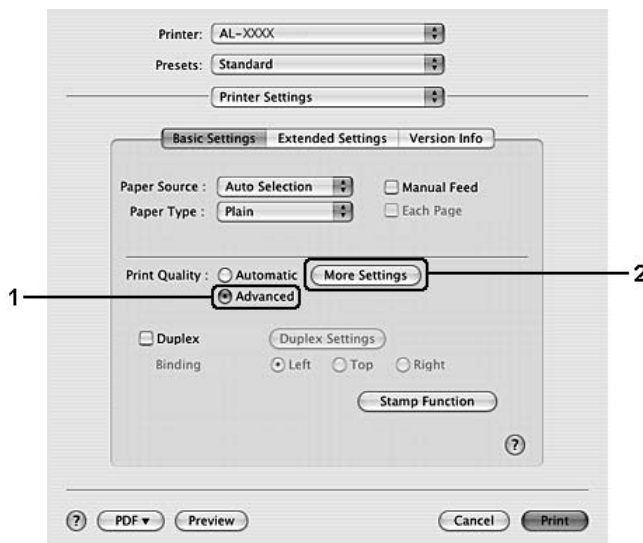 Printer: AL-XXXX
Presets: Standard
Printer Settings
Basic Settings Extended Settings Version Info
Paper Source : Auto Selection Manual Feed
Paper Type : Plain Each Page
Print Quality : Automatic More Settings 2
1 Advanced
Duplex Duplex Settings
Binding Left Top Right
Stamp Function
?
? PDF ▾ Preview Cancel Print